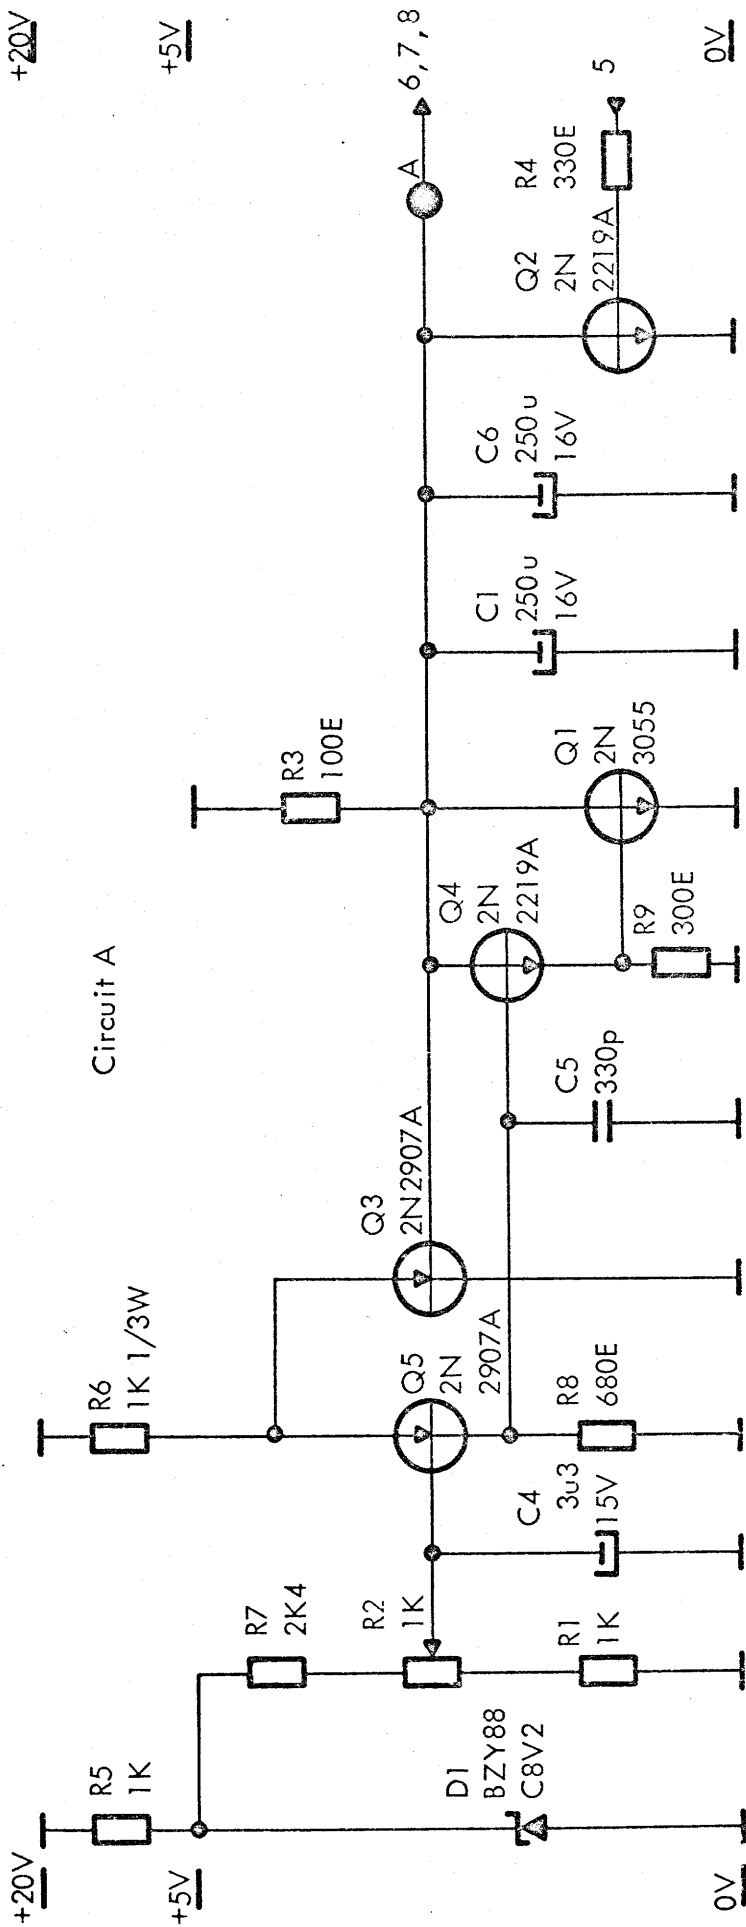 Circuit A
+20V
+5V
0V
R5
1K
D1
BZY88
C8V2
R7
2K4
R2
1K
R1
1K
C4
3u3
15V
R6
1K 1/3W
Q5
2N
2907A
R8
680E
Q3
2N2907A
C5
330p
Q4
2N
2219A
R9
300E
R3
100E
Q1
2N
3055
C1
250u
16V
C6
250u
16V
Q2
2N
2219A
R4
330E
A
6,7,8
5
+20V
+5V
0V